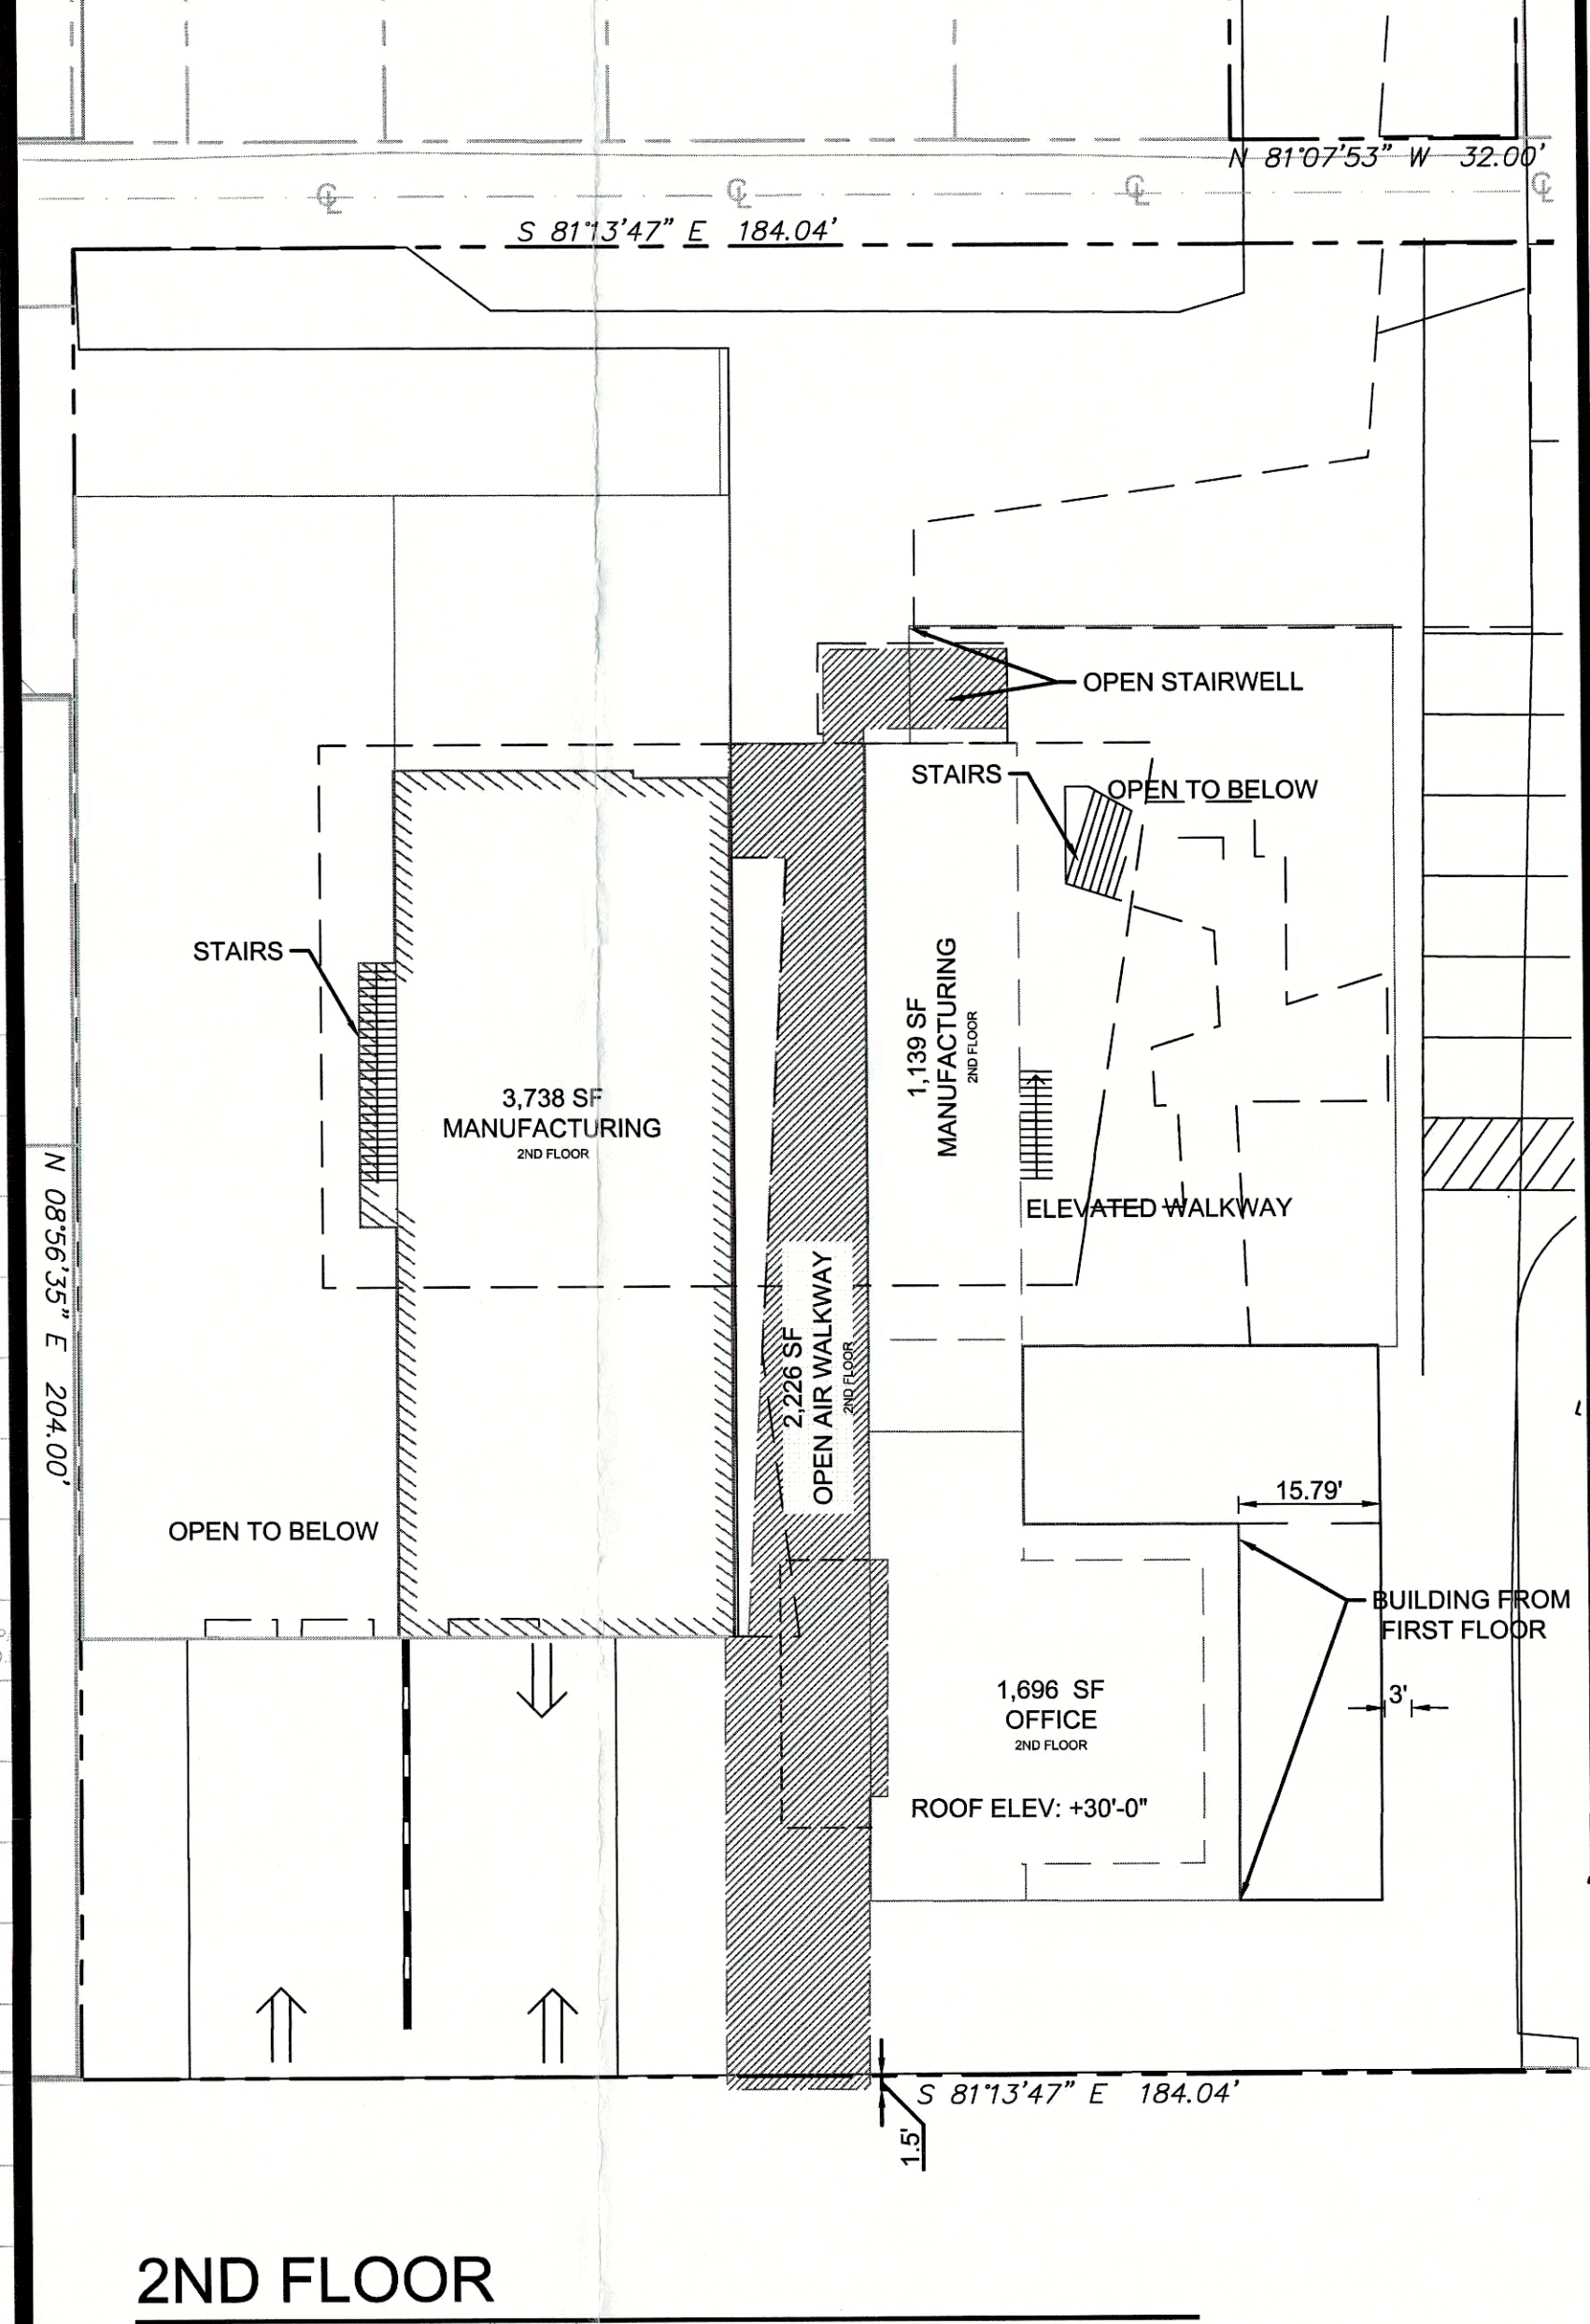 N 81°07'53" W 32.00'
℄ ℄ ℄ ℄
S 81°13'47" E 184.04'
OPEN STAIRWELL
STAIRS
OPEN TO BELOW
STAIRS
1,139 SF
MANUFACTURING
2ND FLOOR
3,738 SF
MANUFACTURING
2ND FLOOR
ELEVATED WALKWAY
N 08°56'35" E 204.00'
2,226 SF
OPEN AIR WALKWAY
2ND FLOOR
15.79'
OPEN TO BELOW
BUILDING FROM
FIRST FLOOR
1,696 SF
OFFICE
2ND FLOOR
3'
ROOF ELEV: +30'-0"
S 81°13'47" E 184.04'
1.5'
2ND FLOOR